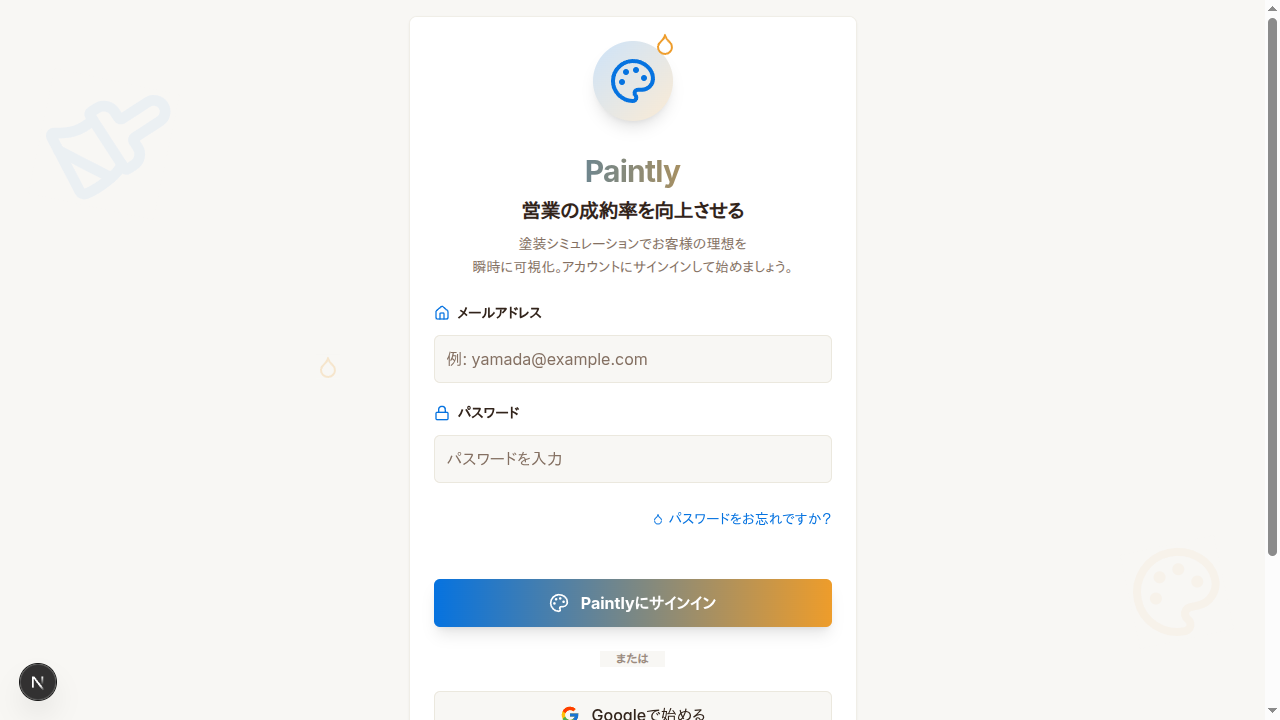 Paintly
営業の成約率を向上させる
塗装シミュレーションでお客様の理想を
瞬時に可視化。アカウントにサインインして始めましょう。
メールアドレス
例: yamada@example.com
パスワード
パスワードを入力
パスワードをお忘れですか?
Paintlyにサインイン
または
Googleで始める
N